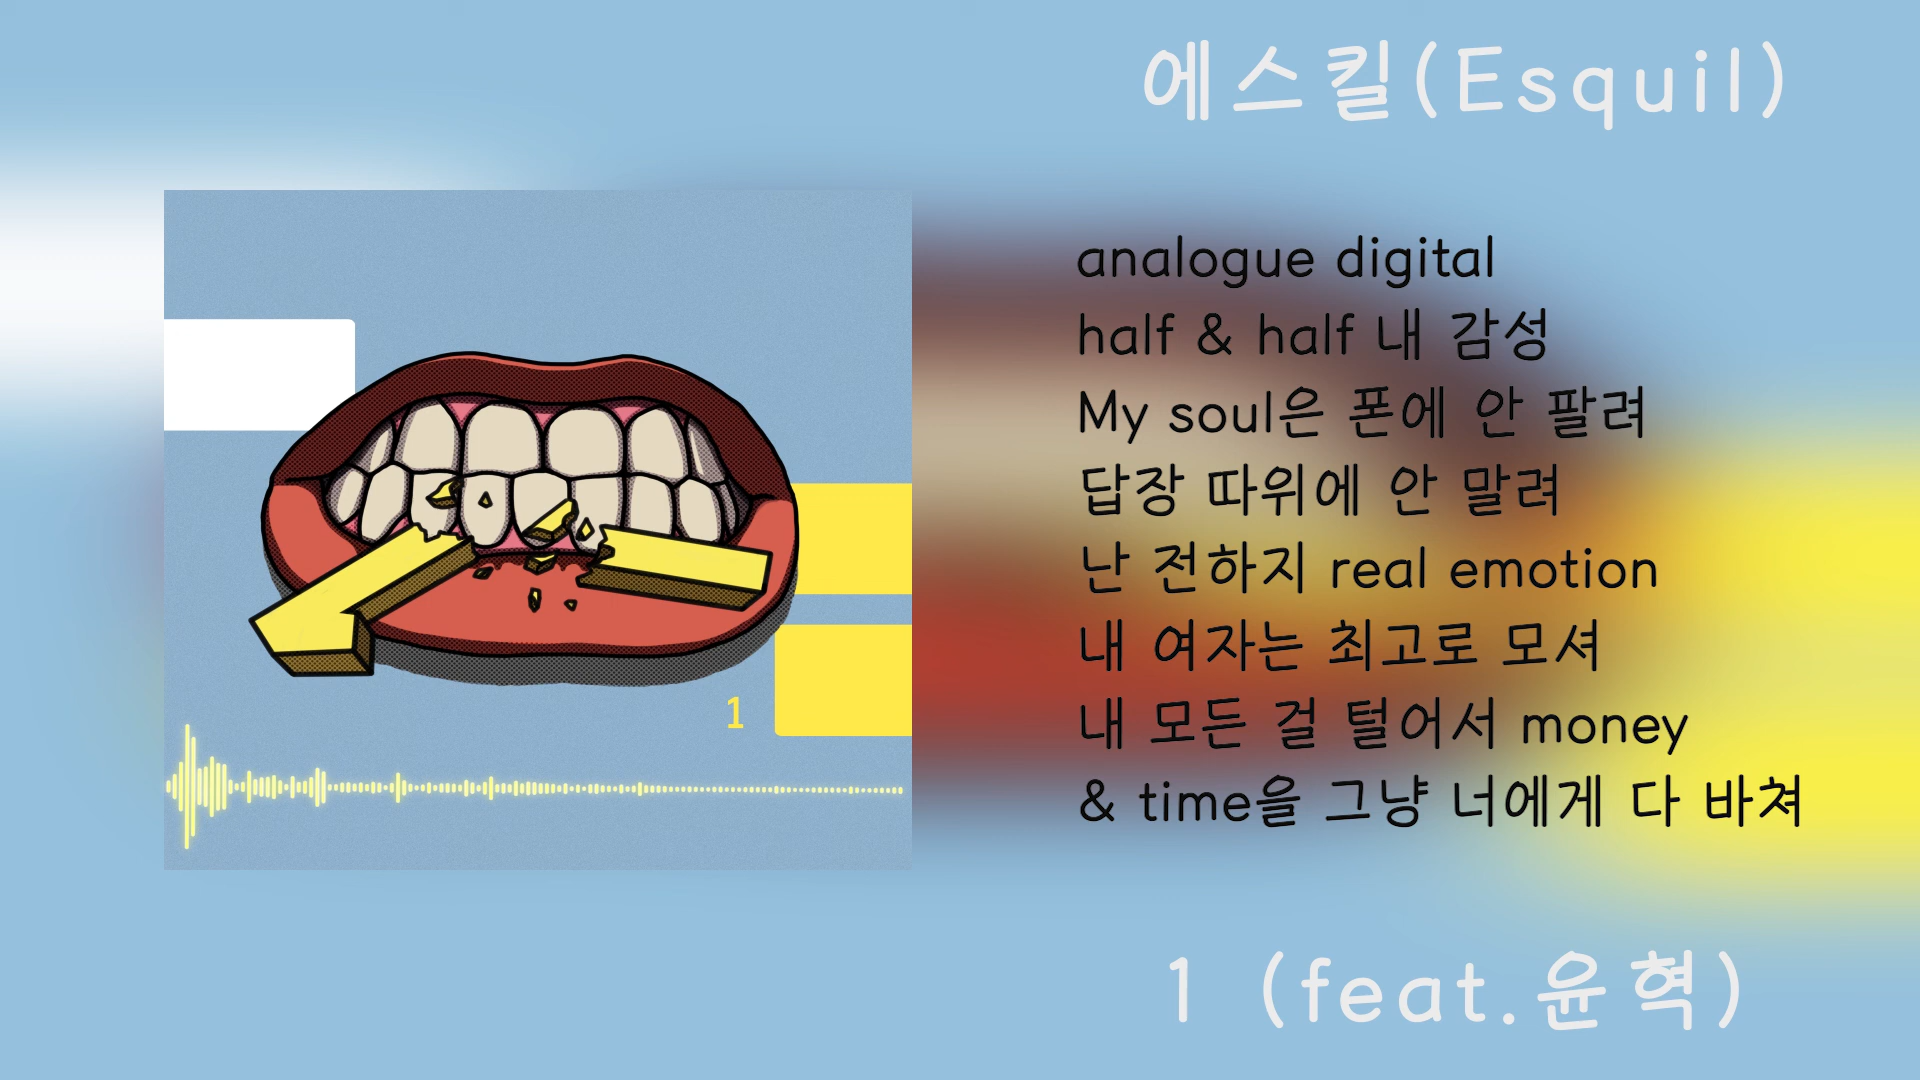 에스킬(Esquil)
analogue digital
half & half 내 감성
My soul은 폰에 안 팔려
답장 따위에 안 말려
난 전하지 real emotion
내 여자는 최고로 모셔
내 모든 걸 털어서 money
& time을 그냥 너에게 다 바쳐
1
1 (feat.윤혁)